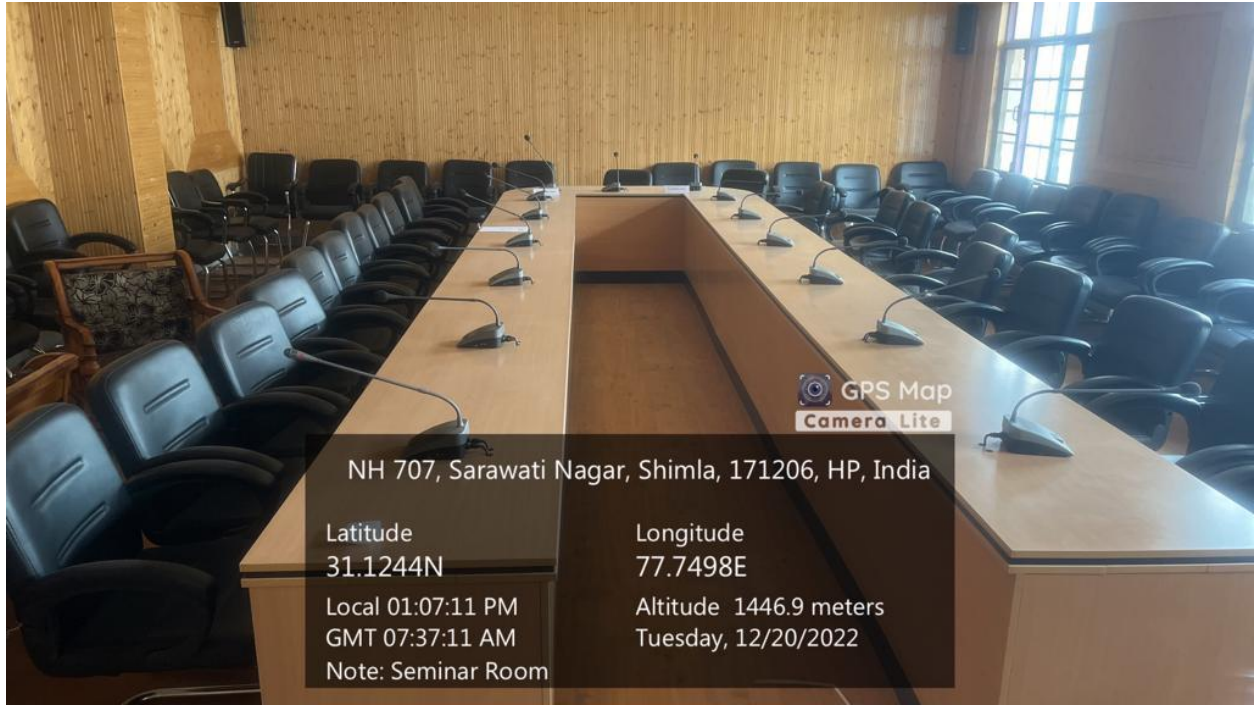 GPS Map
Camera Lite
NH 707, Sarawati Nagar, Shimla, 171206, HP, India
Latitude
31.1244N
Longitude
77.7498E
Local 01:07:11 PM
GMT 07:37:11 AM
Altitude 1446.9 meters
Tuesday, 12/20/2022
Note: Seminar Room